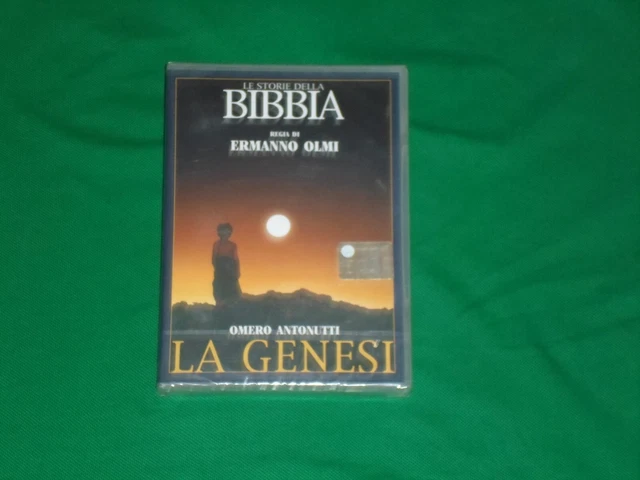 LE STORIE DELLA
BIBBIA
REGIA DI
ERMANNO OLMI
OMERO ANTONUTTI
LA GENESI